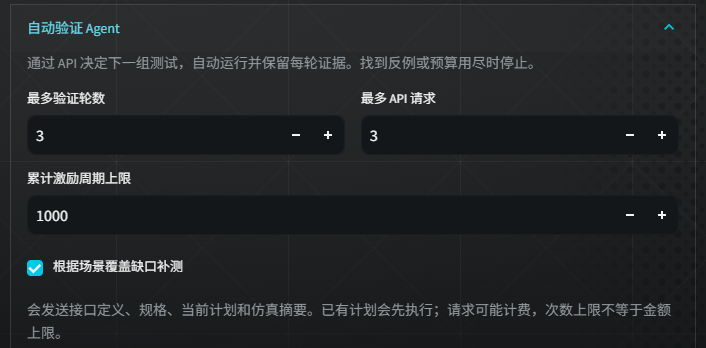 自动验证 Agent
通过 API 决定下一组测试，自动运行并保留每轮证据。找到反例或预算用尽时停止。
最多验证轮数
最多 API 请求
3
3
累计激励周期上限
1000
根据场景覆盖缺口补测
会发送接口定义、规格、当前计划和仿真摘要。已有计划会先执行；请求可能计费，次数上限不等于金额
上限。